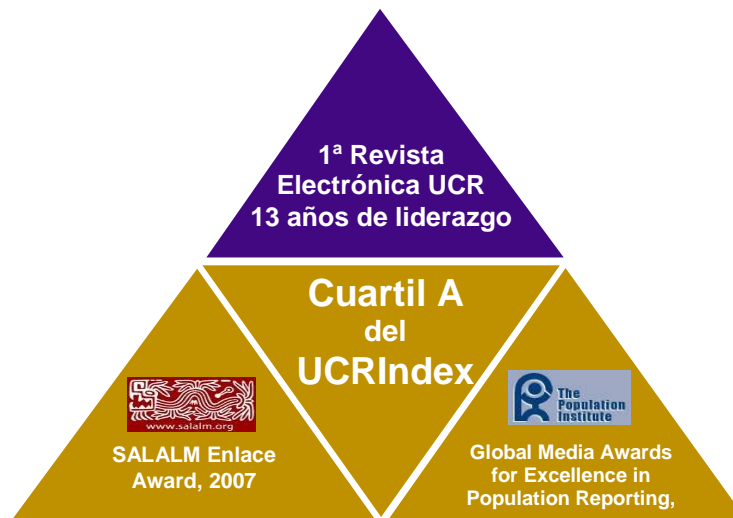 1ª Revista
Electrónica UCR
13 años de liderazgo
Cuartil A
del
UCRIndex
www.salalm.org
SALALM Enlace
Award, 2007
The
Population
Institute
Global Media Awards
for Excellence in
Population Reporting,